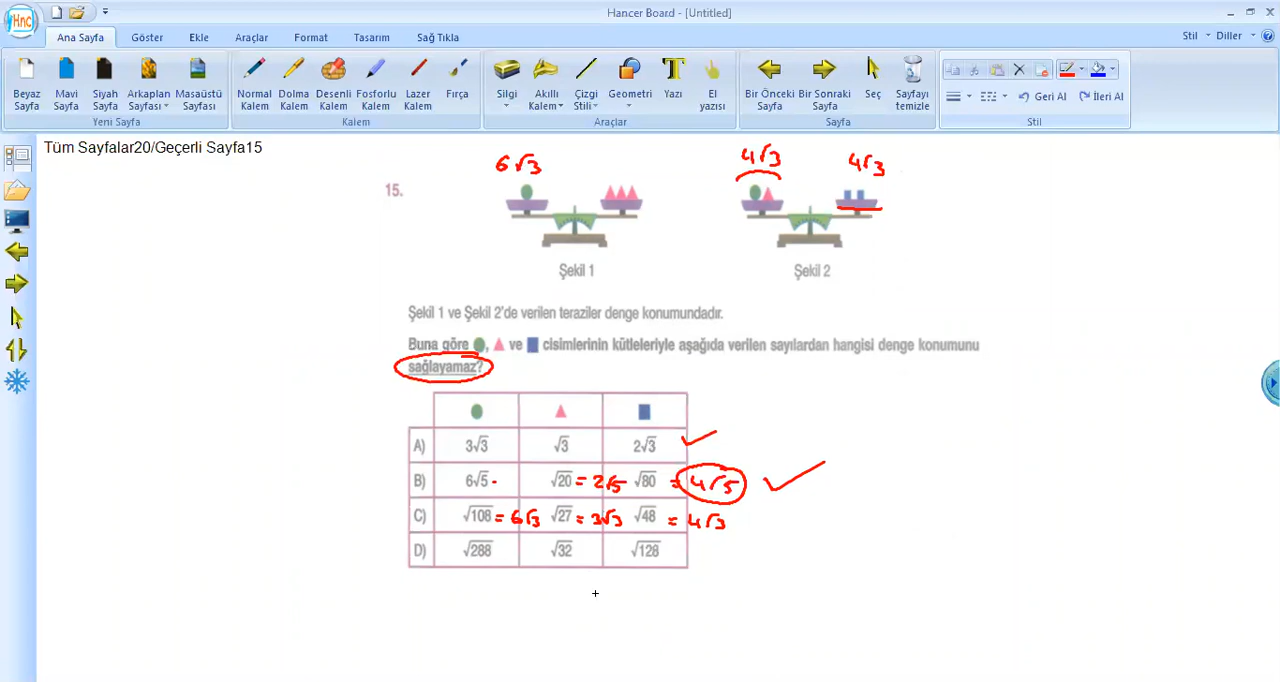 Hnc
Hancer Board - [Untitled]
Ana Sayfa Göster Ekle Araçlar Format Tasarım Sağ Tıkla Stil Diller
Beyaz Sayfa Mavi Sayfa Siyah Sayfa Arkaplan Sayfası Masaüstü Sayfası
Normal Kalem Dolma Kalem Desenli Kalem Fosforlu Kalem Lazer Kalem Fırça
Silgi Akıllı Kalem Çizgi Stili Geometri Yazı El yazısı
Bir Önceki Sayfa Bir Sonraki Sayfa Seç Sayfayı temizle
Geri Al İleri Al
Yeni Sayfa Kalem Araçlar Sayfa Stil
Tüm Sayfalar20/Geçerli Sayfa15
6√3 4√3 4√3
15.
Şekil 1 Şekil 2
Şekil 1 ve Şekil 2'de verilen teraziler denge konumundadır.
Buna göre ●, ▲ ve ■ cisimlerinin kütleleriyle aşağıda verilen sayılardan hangisi denge konumunu
sağlayamaz?
● ▲ ■
A) 3√3 √3 2√3 ✓
B) 6√5 √20 = 2√5 √80 = 4√5 ✓
C) √108 = 6√3 √27 = 3√3 √48 = 4√3
D) √288 √32 √128